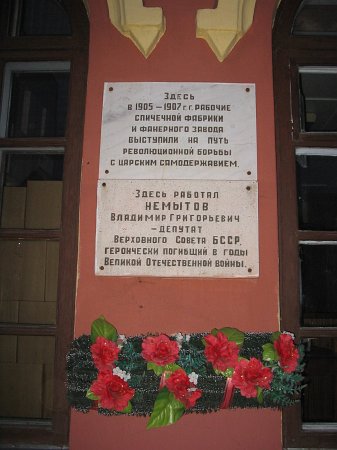 Здесь
в 1905–1907 г.г. рабочие
спичечной фабрики
и фанерного завода
выступили на путь
революционной борьбы
с царским самодержавием.
Здесь работал
НЕМЫТОВ
Владимир Григорьевич
– депутат
Верховного Совета БССР,
героически погибший в годы
Великой Отечественной войны.